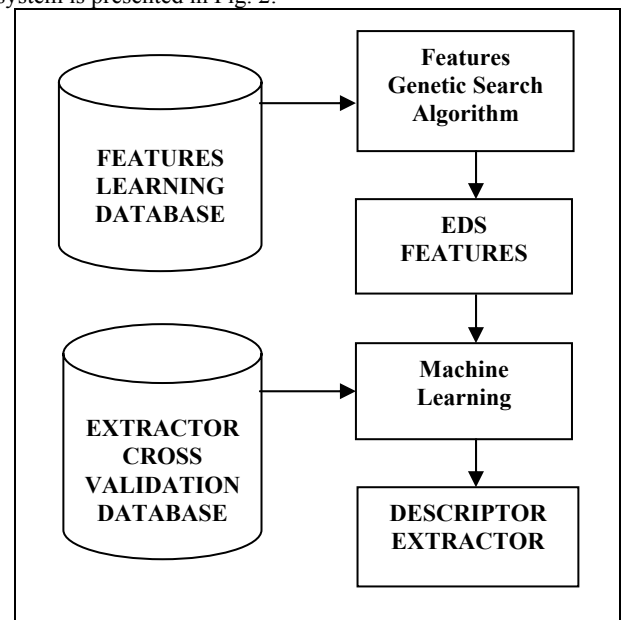 system is presented in Fig. 2.
Features
Genetic Search
Algorithm
FEATURES
LEARNING
DATABASE
EDS
FEATURES
Machine
Learning
EXTRACTOR
CROSS
VALIDATION
DATABASE
DESCRIPTOR
EXTRACTOR